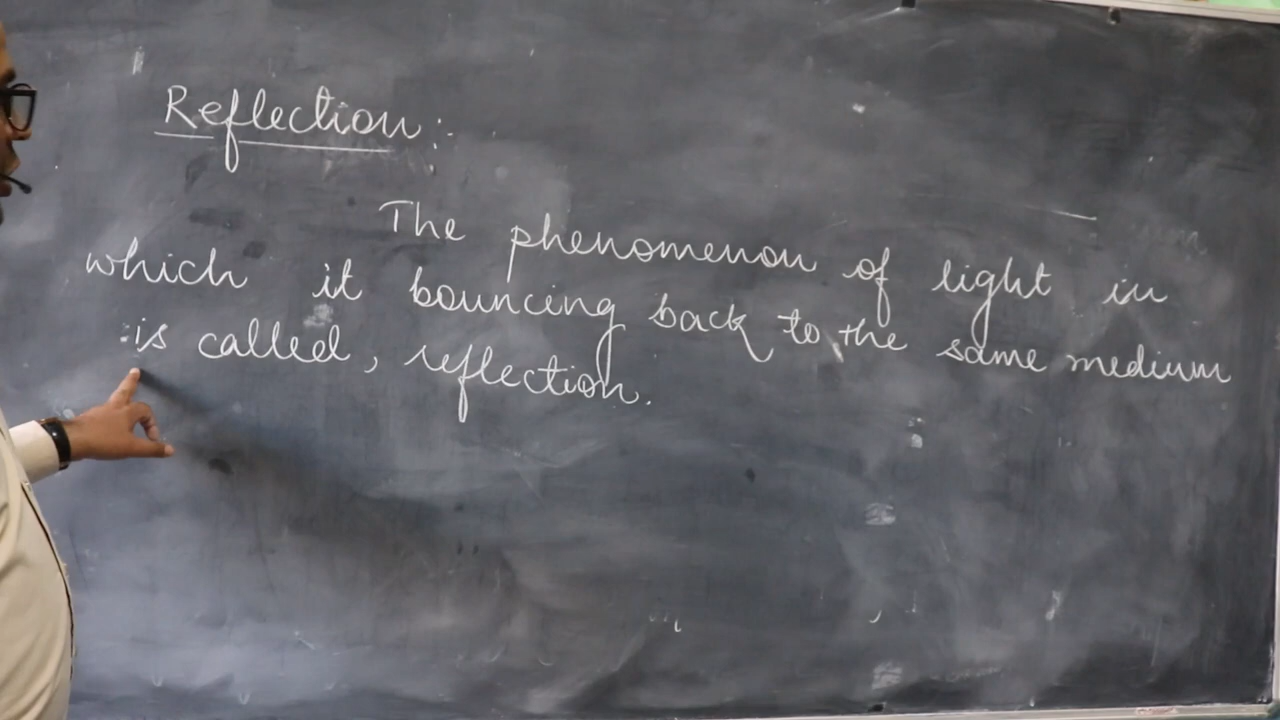 Reflection:
The phenomenon of light in
which it bouncing back to the same medium
is called, reflection.